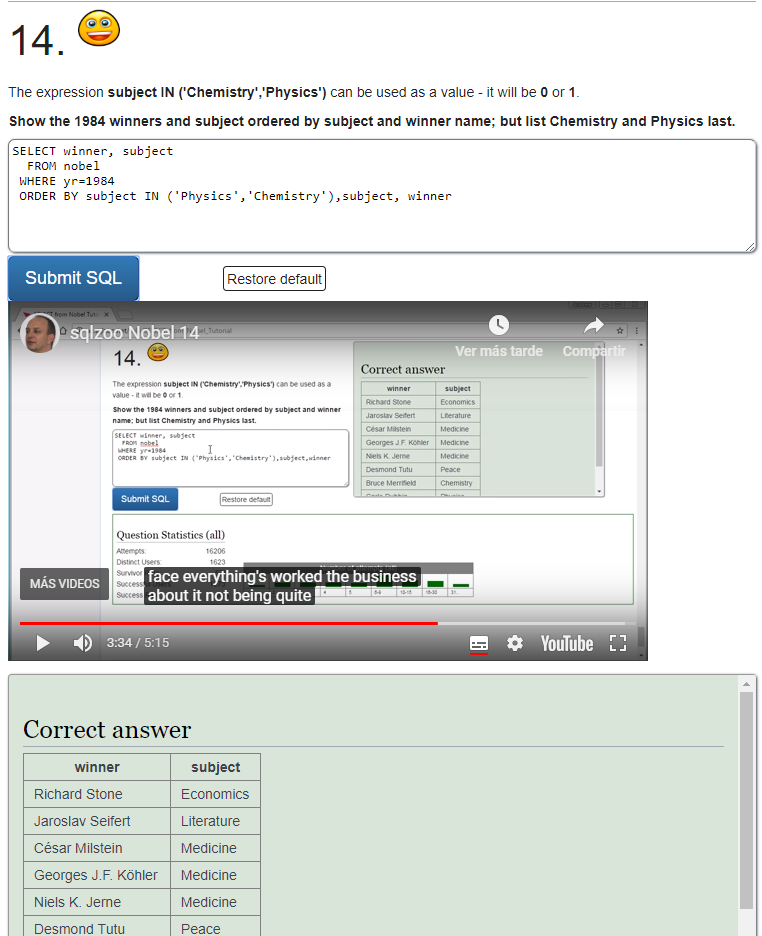 14.
The expression subject IN ('Chemistry','Physics') can be used as a value - it will be 0 or 1.
Show the 1984 winners and subject ordered by subject and winner name; but list Chemistry and Physics last.
SELECT winner, subject
FROM nobel
WHERE yr=1984
ORDER BY subject IN ('Physics','Chemistry'),subject, winner
Submit SQL
Restore default
sqlzoo Nobel 14
Ver más tarde
Compartir
14.
The expression subject IN ('Chemistry','Physics') can be used as a
value - it will be 0 or 1.
Show the 1984 winners and subject ordered by subject and winner
name; but list Chemistry and Physics last.
SELECT winner, subject
FROM nobel
WHERE yr=1984
ORDER BY subject IN ('Physics','Chemistry'),subject,winner
Submit SQL
Restore default
Correct answer
winner subject
Richard Stone Economics
Jaroslav Seifert Literature
César Milstein Medicine
Georges J.F. Köhler Medicine
Niels K. Jerne Medicine
Desmond Tutu Peace
Bruce Merrifield Chemistry
Question Statistics (all)
Attempts: 16206
Distinct Users: 1623
MÁS VIDEOS
face everything's worked the business
about it not being quite
3:34 / 5:15
YouTube
Correct answer
winner subject
Richard Stone Economics
Jaroslav Seifert Literature
César Milstein Medicine
Georges J.F. Köhler Medicine
Niels K. Jerne Medicine
Desmond Tutu Peace